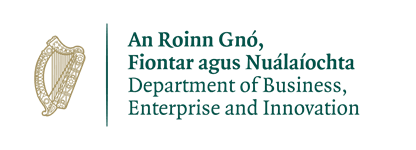 An Roinn Gnó,
Fiontar agus Nuálaíochta
Department of Business,
Enterprise and Innovation